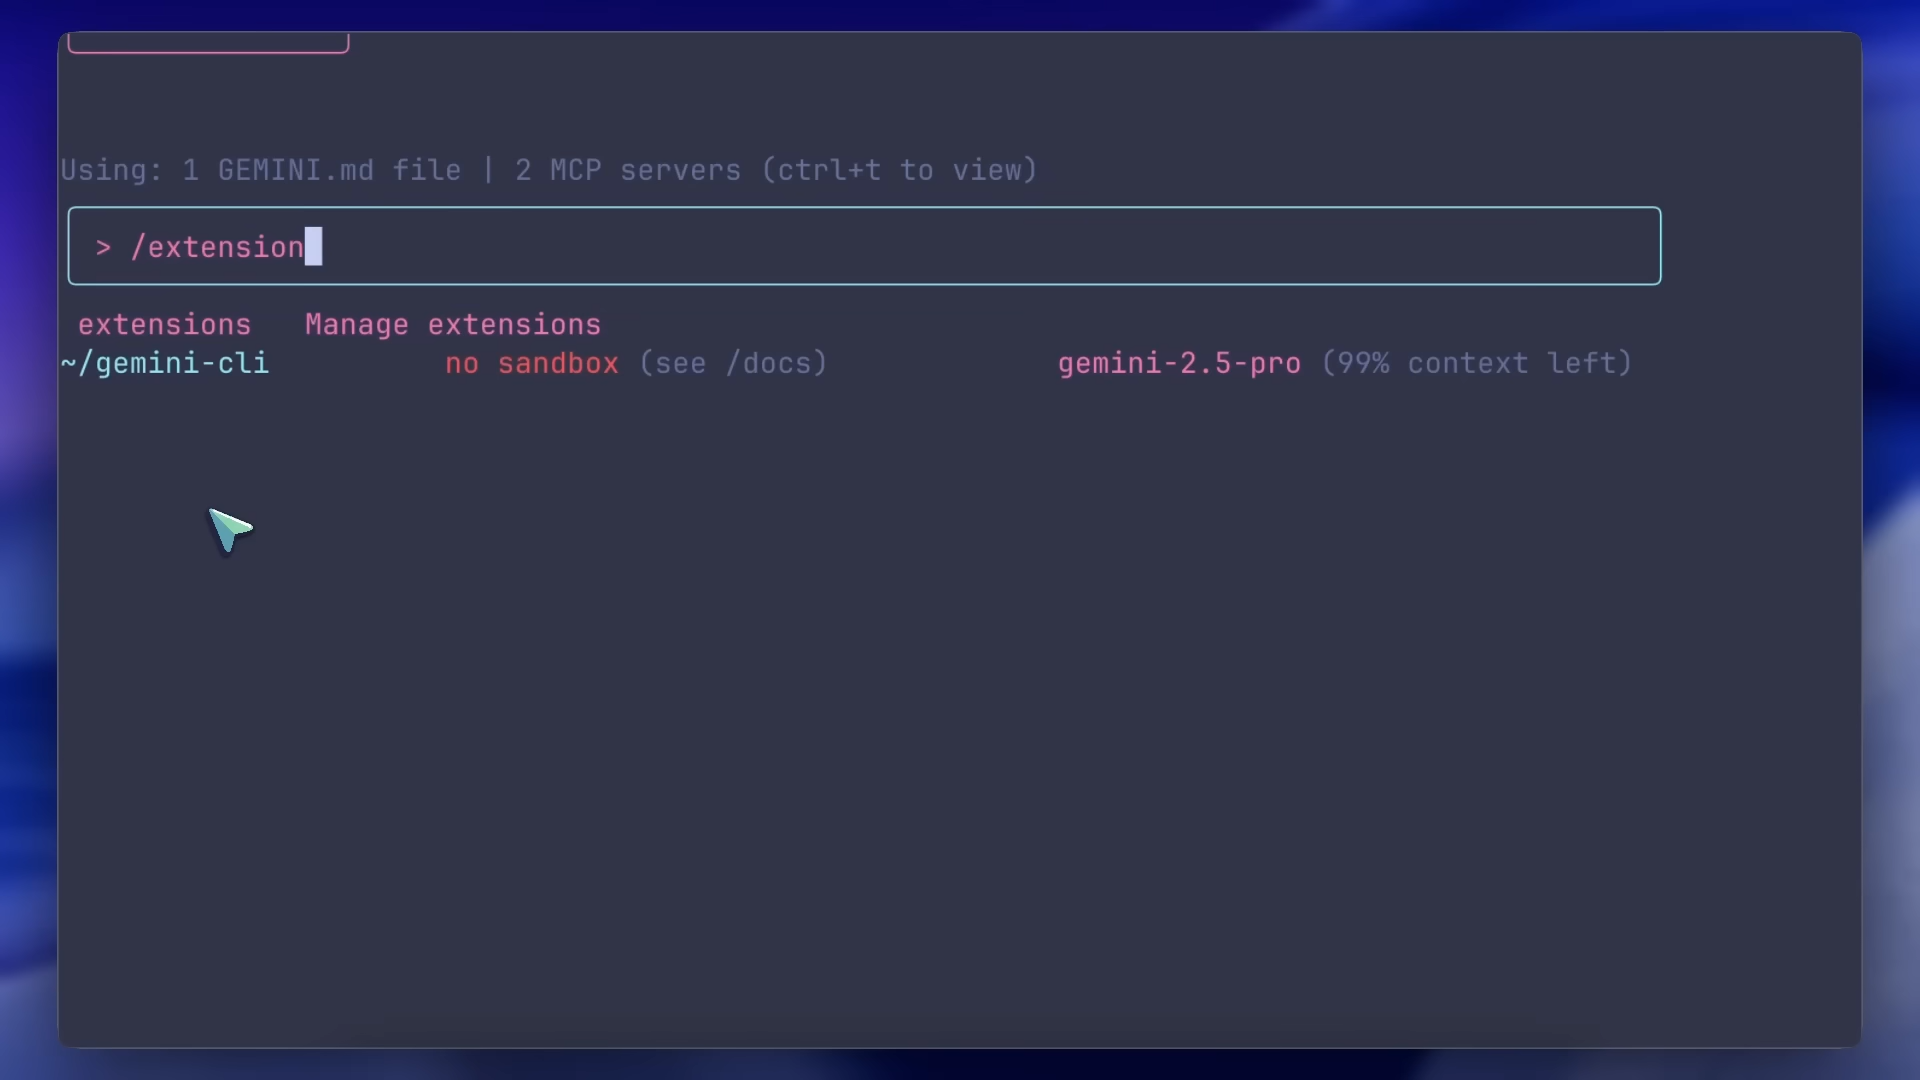 Using: 1 GEMINI.md file | 2 MCP servers (ctrl+t to view)
> /extension
extensions   Manage extensions
~/gemini-cli          no sandbox (see /docs)             gemini-2.5-pro (99% context left)